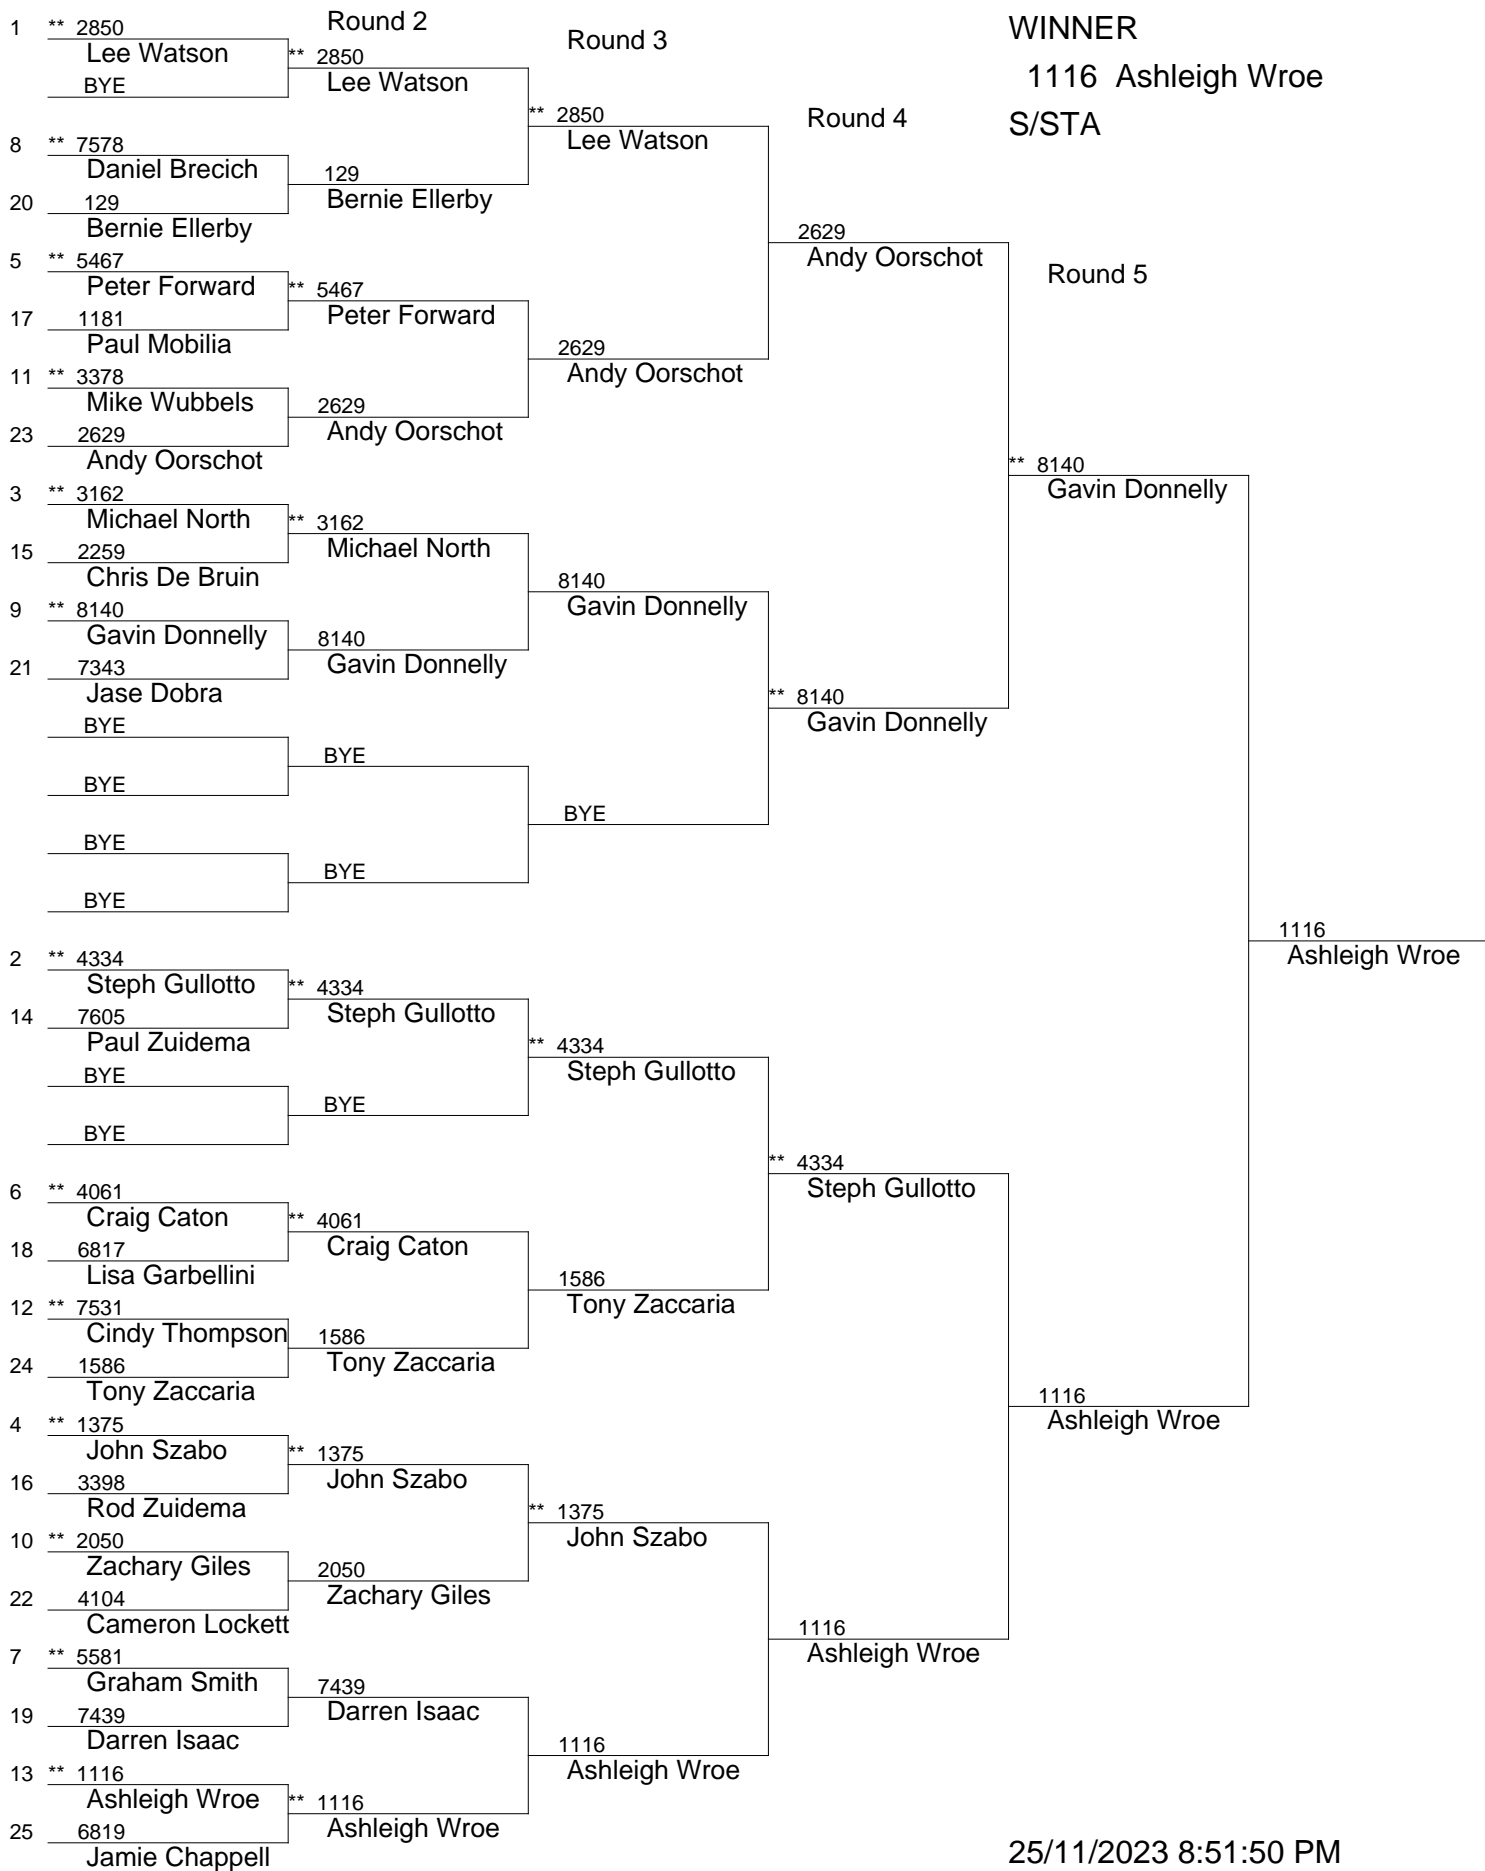 Round 2
Round 3
Round 4
Round 5
WINNER
1116 Ashleigh Wroe
S/STA
1 ** 2850
Lee Watson
BYE
8 ** 7578
Daniel Brecich
20 129
Bernie Ellerby
5 ** 5467
Peter Forward
17 1181
Paul Mobilia
11 ** 3378
Mike Wubbels
23 2629
Andy Oorschot
3 ** 3162
Michael North
15 2259
Chris De Bruin
9 ** 8140
Gavin Donnelly
21 7343
Jase Dobra
BYE
BYE
BYE
BYE
2 ** 4334
Steph Gullotto
14 7605
Paul Zuidema
BYE
BYE
6 ** 4061
Craig Caton
18 6817
Lisa Garbellini
12 ** 7531
Cindy Thompson
24 1586
Tony Zaccaria
4 ** 1375
John Szabo
16 3398
Rod Zuidema
10 ** 2050
Zachary Giles
22 4104
Cameron Lockett
7 ** 5581
Graham Smith
19 7439
Darren Isaac
13 ** 1116
Ashleigh Wroe
25 6819
Jamie Chappell
** 2850
Lee Watson
129
Bernie Ellerby
** 5467
Peter Forward
2629
Andy Oorschot
** 3162
Michael North
8140
Gavin Donnelly
BYE
BYE
** 4334
Steph Gullotto
BYE
** 4061
Craig Caton
1586
Tony Zaccaria
** 1375
John Szabo
2050
Zachary Giles
7439
Darren Isaac
** 1116
Ashleigh Wroe
** 2850
Lee Watson
2629
Andy Oorschot
8140
Gavin Donnelly
BYE
** 4334
Steph Gullotto
1586
Tony Zaccaria
** 1375
John Szabo
1116
Ashleigh Wroe
2629
Andy Oorschot
** 8140
Gavin Donnelly
** 4334
Steph Gullotto
1116
Ashleigh Wroe
** 8140
Gavin Donnelly
1116
Ashleigh Wroe
1116
Ashleigh Wroe
25/11/2023 8:51:50 PM